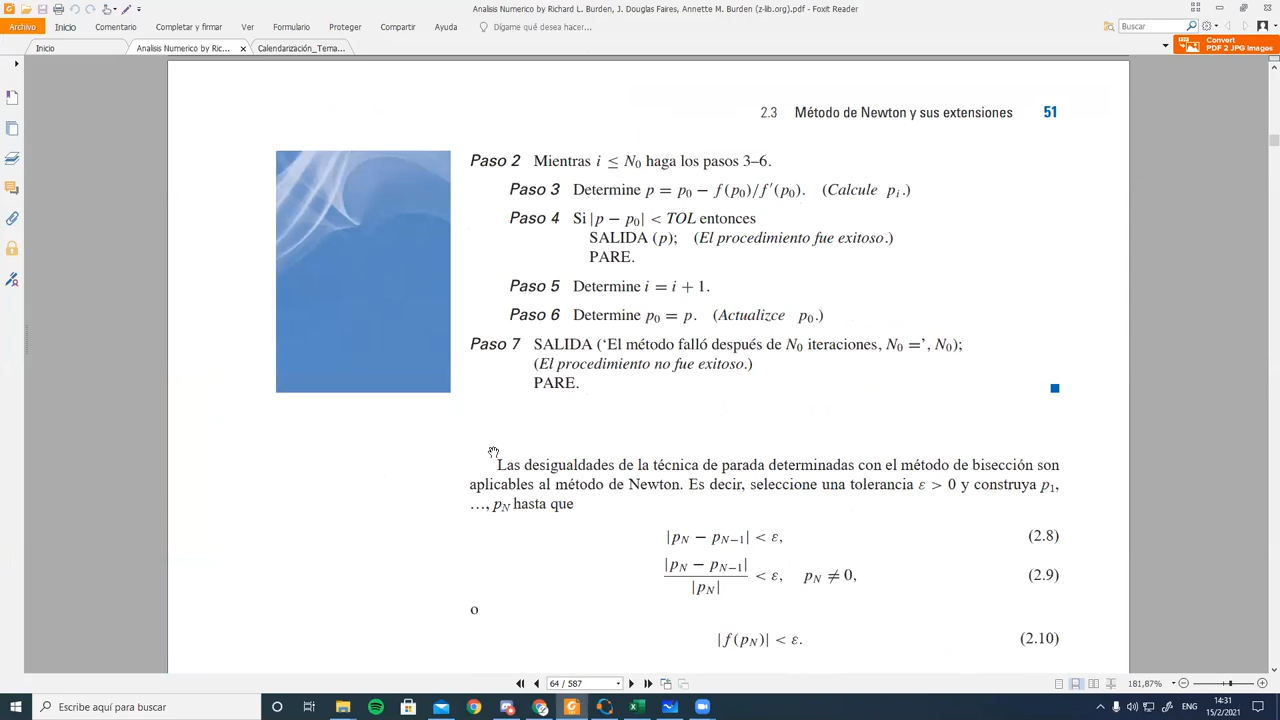 Analisis Numerico by Richard L. Burden, J. Douglas Faires, Annette M. Burden (z-lib.org).pdf - Foxit Reader
Archivo Inicio Comentario Completar y firmar Ver Formulario Proteger Compartir Ayuda Dígame qué desea hacer... Buscar
Inicio Analisis Numerico by Ric... Calendarización_Tema... Convert
PDF 2 JPG Images
2.3 Método de Newton y sus extensiones 51
Paso 2 Mientras i ≤ N₀ haga los pasos 3–6.
Paso 3 Determine p = p₀ − f(p₀)/f′(p₀). (Calcule pᵢ.)
Paso 4 Si |p − p₀| < TOL entonces
SALIDA (p); (El procedimiento fue exitoso.)
PARE.
Paso 5 Determine i = i + 1.
Paso 6 Determine p₀ = p. (Actualizce p₀.)
Paso 7 SALIDA (‘El método falló después de N₀ iteraciones, N₀ =’, N₀);
(El procedimiento no fue exitoso.)
PARE.
Las desigualdades de la técnica de parada determinadas con el método de bisección son
aplicables al método de Newton. Es decir, seleccione una tolerancia ε > 0 y construya p₁,
…, p_N hasta que
|p_N − p_{N−1}| < ε, (2.8)
|p_N − p_{N−1}| / |p_N| < ε, p_N ≠ 0, (2.9)
o
|f(p_N)| < ε. (2.10)
64 / 587 181,87%
Escribe aquí para buscar
14:31
15/2/2021